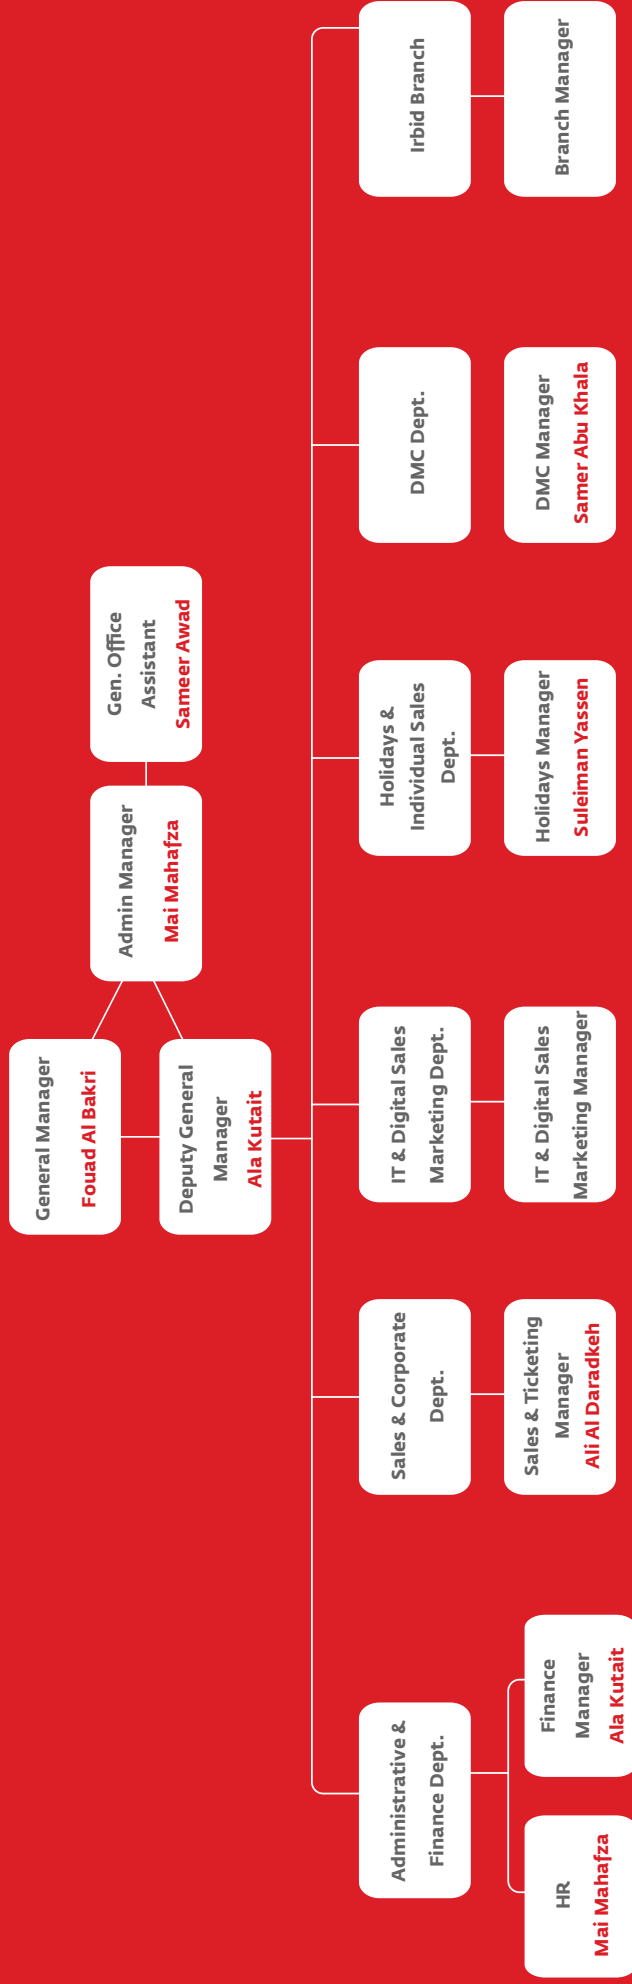 General Manager
Fouad Al Bakri
Deputy General
Manager
Ala Kutait
Admin Manager
Mai Mahafza
Gen. Office
Assistant
Sameer Awad
Administrative &
Finance Dept.
Sales & Corporate
Dept.
IT & Digital Sales
Marketing Dept.
Holidays &
Individual Sales
Dept.
DMC Dept.
Irbid Branch
HR
Mai Mahafza
Finance
Manager
Ala Kutait
Sales & Ticketing
Manager
Ali Al Daradkeh
IT & Digital Sales
Marketing Manager
Holidays Manager
Suleiman Yassen
DMC Manager
Samer Abu Khala
Branch Manager